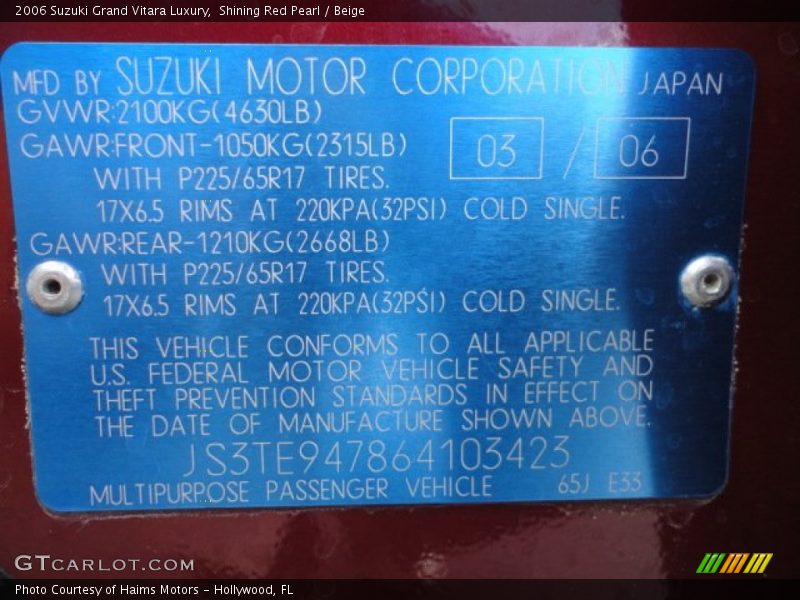 2006 Suzuki Grand Vitara Luxury,  Shining Red Pearl / Beige
MFD BY SUZUKI MOTOR CORPORATION JAPAN
GVWR:2100KG(4630LB)
GAWR:FRONT-1050KG(2315LB) 03 / 06
WITH P225/65R17 TIRES.
17X6.5 RIMS AT 220KPA(32PSI) COLD SINGLE.
GAWR:REAR-1210KG(2668LB)
WITH P225/65R17 TIRES.
17X6.5 RIMS AT 220KPA(32PSI) COLD SINGLE.
THIS VEHICLE CONFORMS TO ALL APPLICABLE
U.S. FEDERAL MOTOR VEHICLE SAFETY AND
THEFT PREVENTION STANDARDS IN EFFECT ON
THE DATE OF MANUFACTURE SHOWN ABOVE.
JS3TE947864103423
MULTIPURPOSE PASSENGER VEHICLE 65J E33
GTCARLOT.COM
Photo Courtesy of Haims Motors - Hollywood, FL